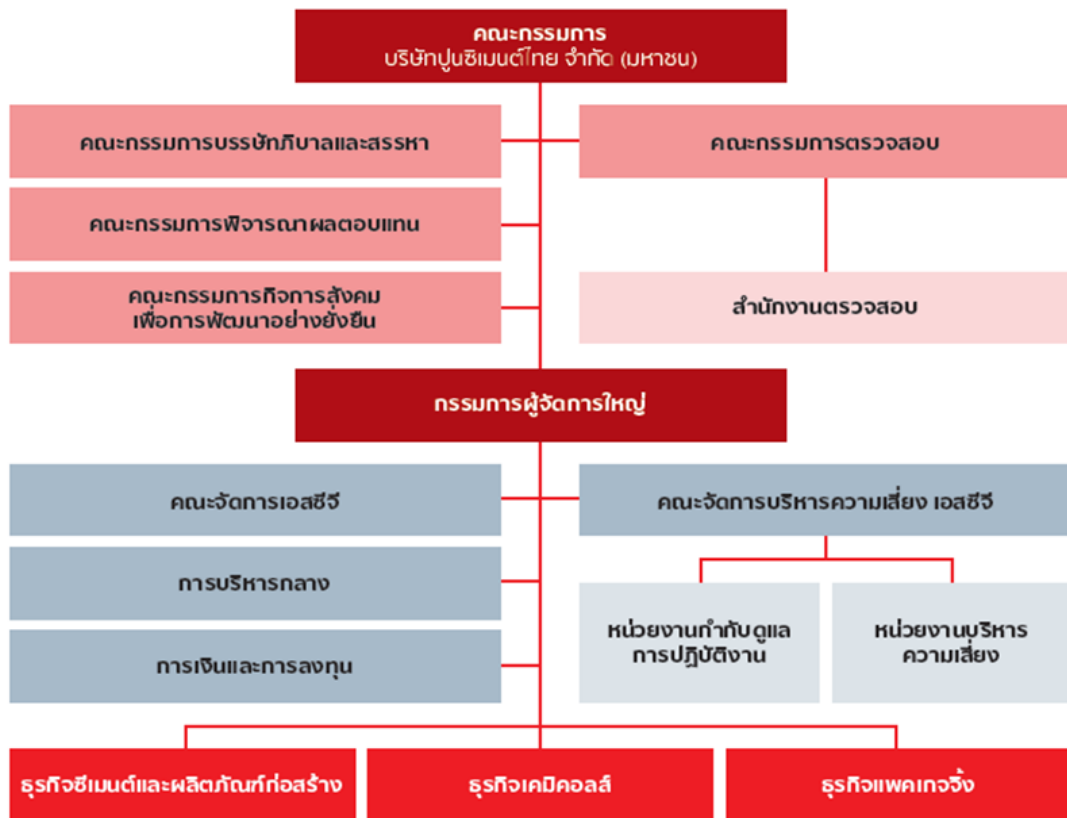 คณะกรรมการ
บริษัทปูนซิเมนต์ไทย จำกัด (มหาชน)
คณะกรรมการบรรษัทภิบาลและสรรหา
คณะกรรมการตรวจสอบ
คณะกรรมการพิจารณาผลตอบแทน
คณะกรรมการกิจการสังคม
เพื่อการพัฒนาอย่างยั่งยืน
สำนักงานตรวจสอบ
กรรมการผู้จัดการใหญ่
คณะจัดการเอสซีจี
คณะจัดการบริหารความเสี่ยง เอสซีจี
การบริหารกลาง
การเงินและการลงทุน
หน่วยงานกำกับดูแล
การปฏิบัติงาน
หน่วยงานบริหาร
ความเสี่ยง
ธุรกิจซีเมนต์และผลิตภัณฑ์ก่อสร้าง
ธุรกิจเคมิคอลส์
ธุรกิจแพคเกจจิ้ง